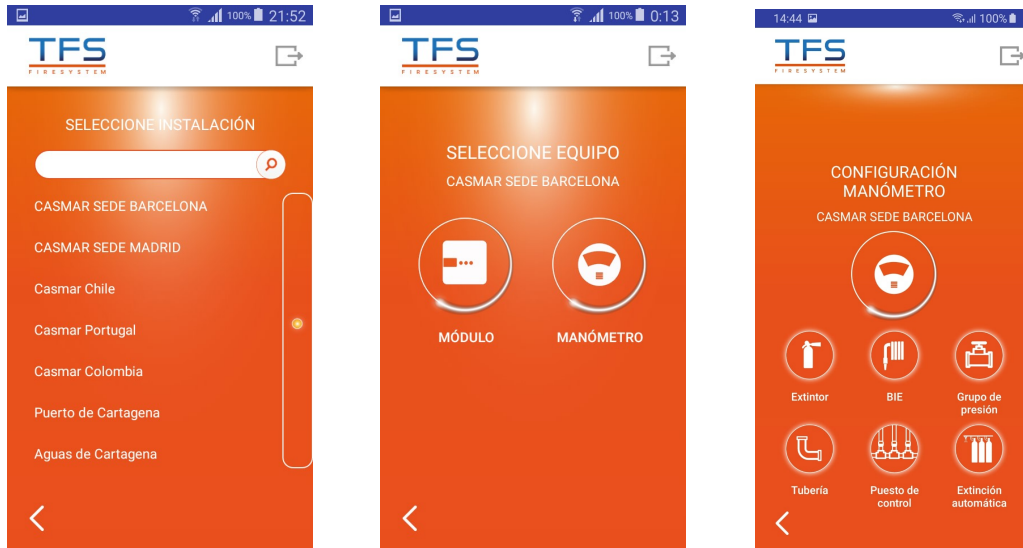 100% 21:52
TFS
FIRESYSTEM
SELECCIONE INSTALACIÓN
CASMAR SEDE BARCELONA
CASMAR SEDE MADRID
Casmar Chile
Casmar Portugal
Casmar Colombia
Puerto de Cartagena
Aguas de Cartagena
100% 0:13
TFS
FIRESYSTEM
SELECCIONE EQUIPO
CASMAR SEDE BARCELONA
MÓDULO MANÓMETRO
14:44 100%
TFS
FIRESYSTEM
CONFIGURACIÓN
MANÓMETRO
CASMAR SEDE BARCELONA
Extintor BIE Grupo de
presión
Tubería Puesto de Extinción
control automática